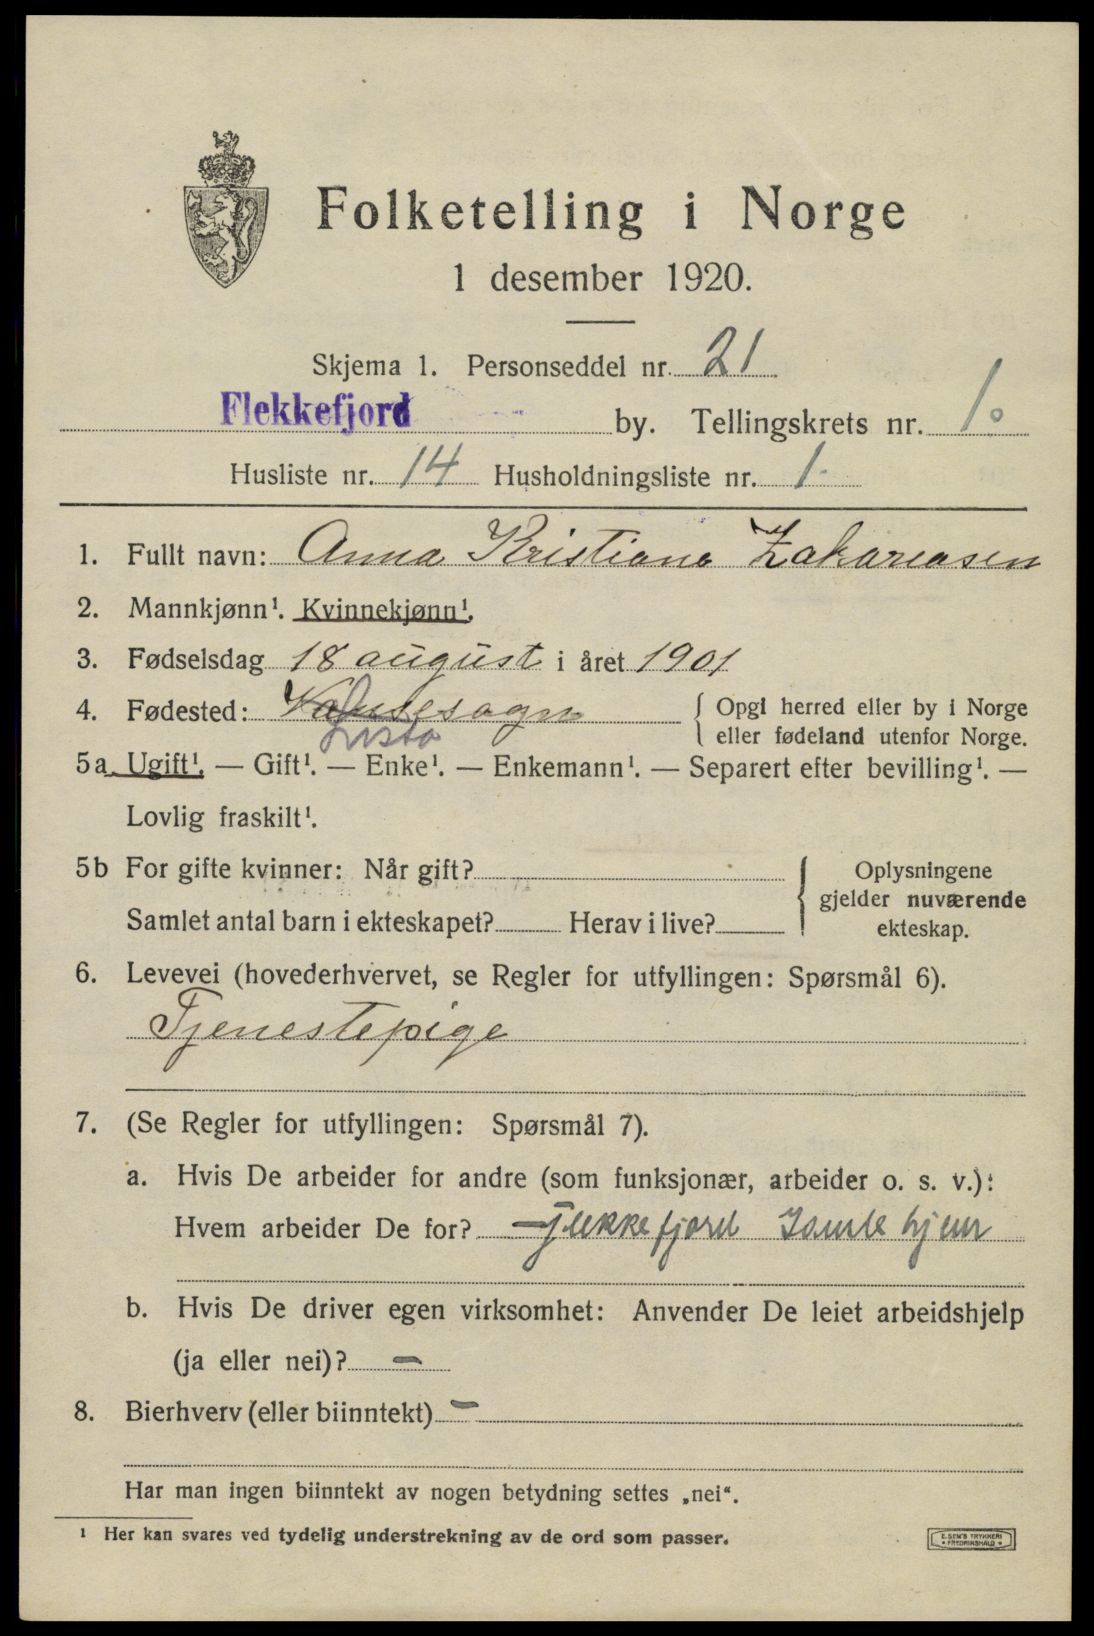 Folketelling i Norge
1 desember 1920.
Skjema 1. Personseddel nr. 21
Flekkefjord by. Tellingskrets nr. 1.
Husliste nr. 14 Husholdningsliste nr. 1.
1. Fullt navn: Anna Kristiane Zakareasen
2. Mannkjønn¹. Kvinnekjønn¹.
3. Fødselsdag 18 august i året 1901
4. Fødested: Vansesogn { Opgi herred eller by i Norge
Lista eller fødeland utenfor Norge.
5a Ugift¹. — Gift¹. — Enke¹. — Enkemann¹. — Separert efter bevilling¹. —
Lovlig fraskilt¹.
5b For gifte kvinner: Når gift? Oplysningene
gjelder nuværende
Samlet antal barn i ekteskapet? Herav i live? ekteskap.
6. Levevei (hovederhvervet, se Regler for utfyllingen: Spørsmål 6).
Tjenestepige
7. (Se Regler for utfyllingen: Spørsmål 7).
a. Hvis De arbeider for andre (som funksjonær, arbeider o. s. v.):
Hvem arbeider De for? — Flekkefjord Gamle hjem
b. Hvis De driver egen virksomhet: Anvender De leiet arbeidshjelp
(ja eller nei)? —
8. Bierhverv (eller biinntekt) —
Har man ingen biinntekt av nogen betydning settes „nei“.
¹ Her kan svares ved tydelig understrekning av de ord som passer.
E. SEM'S TRYKKERI
• FREDRIKSHALD •